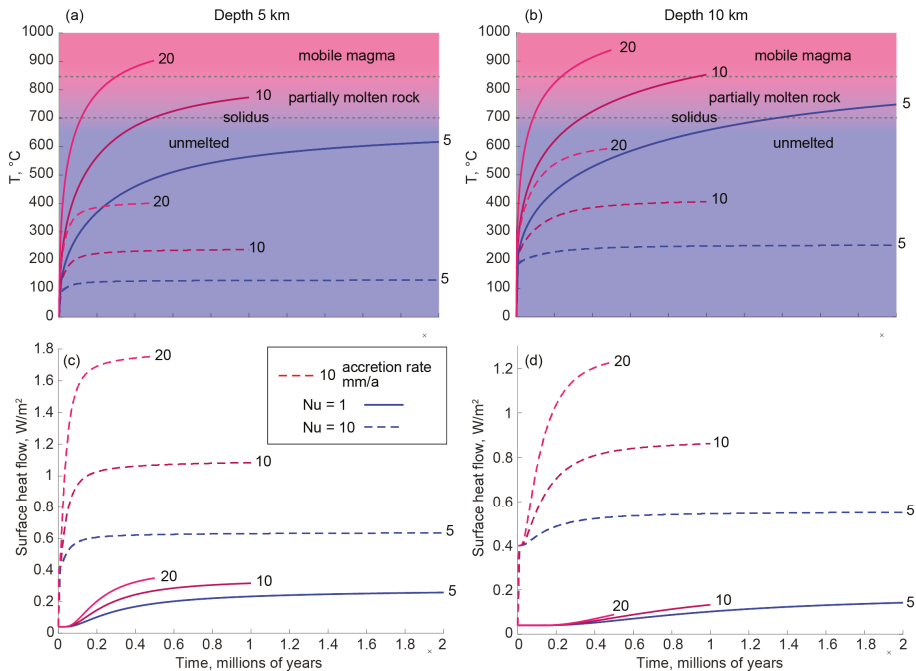 (a)
Depth 5 km
1000
900
800
700
600
500
400
300
200
100
0
T, °C
20
10
5
20
10
5
mobile magma
partially molten rock
solidus
unmelted
(b)
Depth 10 km
1000
900
800
700
600
500
400
300
200
100
0
T, °C
20
10
5
20
10
5
mobile magma
partially molten rock
solidus
unmelted
×
×
(c)
1.8
1.6
1.4
1.2
1
0.8
0.6
0.4
0.2
0
Surface heat flow, W/m²
20
10
5
20
10
5
10 accretion rate
mm/a
Nu = 1
Nu = 10
0 0.2 0.4 0.6 0.8 1 1.2 1.4 1.6 1.8 2
Time, millions of years
×
(d)
1.2
1
0.8
0.6
0.4
0.2
0
Surface heat flow, W/m²
20
10
5
20
10
5
0 0.2 0.4 0.6 0.8 1 1.2 1.4 1.6 1.8 2
Time, millions of years
×